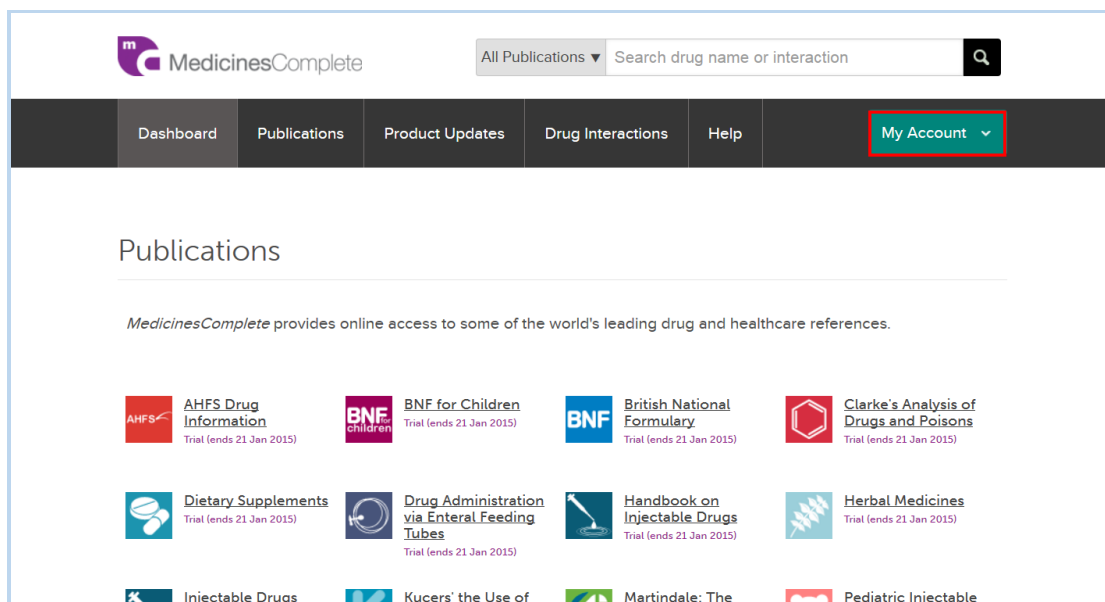 m
MedicinesComplete
All Publications ▼
Search drug name or interaction
Dashboard
Publications
Product Updates
Drug Interactions
Help
My Account
Publications
MedicinesComplete provides online access to some of the world's leading drug and healthcare references.
AHFS
AHFS Drug
Information
Trial (ends 21 Jan 2015)
BNF for
children
BNF for Children
Trial (ends 21 Jan 2015)
BNF
British National
Formulary
Trial (ends 21 Jan 2015)
Clarke's Analysis of
Drugs and Poisons
Trial (ends 21 Jan 2015)
Dietary Supplements
Trial (ends 21 Jan 2015)
Drug Administration
via Enteral Feeding
Tubes
Trial (ends 21 Jan 2015)
Handbook on
Injectable Drugs
Trial (ends 21 Jan 2015)
Herbal Medicines
Trial (ends 21 Jan 2015)
Injectable Drugs
Kucers' the Use of
Martindale: The
Pediatric Injectable